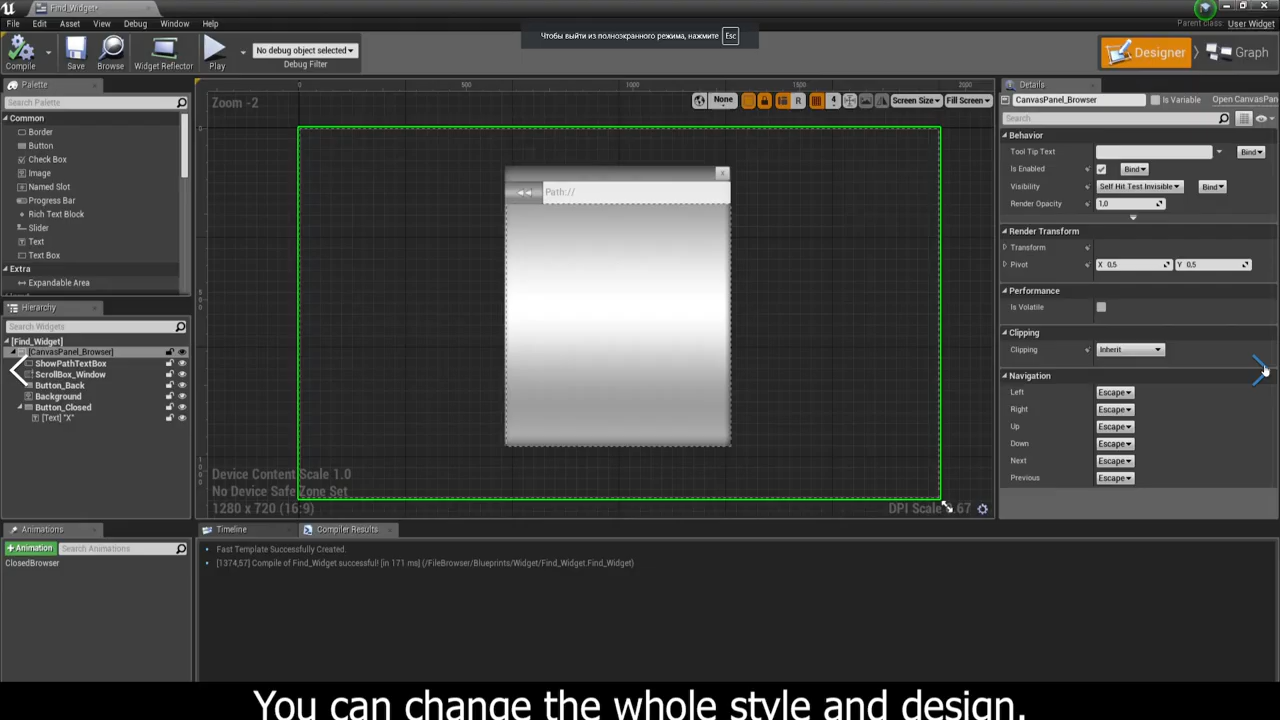 Find_Widget*
File Edit Asset View Debug Window Help
Parent class: User Widget
Чтобы выйти из полноэкранного режима, нажмите Esc
Compile Save Browse Widget Reflector Play
No debug object selected
Debug Filter
Designer Graph
Palette
Search Palette
Common
Border
Button
Check Box
Image
Named Slot
Progress Bar
Rich Text Block
Slider
Text
Text Box
Extra
Expandable Area
Hierarchy
Search Widgets
[Find_Widget]
[CanvasPanel_Browser]
ShowPathTextBox
ScrollBox_Window
Button_Back
Background
Button_Closed
[Text] "X"
Animations
+Animation Search Animations
ClosedBrowser
0 500 1000 1500 2000
Zoom -2
None R 4 Screen Size Fill Screen
x
Path://
Device Content Scale 1.0
No Device Safe Zone Set
1280 x 720 (16:9)
DPI Scale 67
Timeline Compiler Results
Fast Template Successfully Created.
[1374,57] Compile of Find_Widget successful! [in 171 ms] (/FileBrowser/Blueprints/Widget/Find_Widget.Find_Widget)
Details
CanvasPanel_Browser Is Variable Open CanvasPan
Search
Behavior
Tool Tip Text Bind
Is Enabled Bind
Visibility Self Hit Test Invisible Bind
Render Opacity 1,0
Render Transform
Transform
Pivot X 0,5 Y 0,5
Performance
Is Volatile
Clipping
Clipping Inherit
Navigation
Left Escape
Right Escape
Up Escape
Down Escape
Next Escape
Previous Escape
You can change the whole style and design.